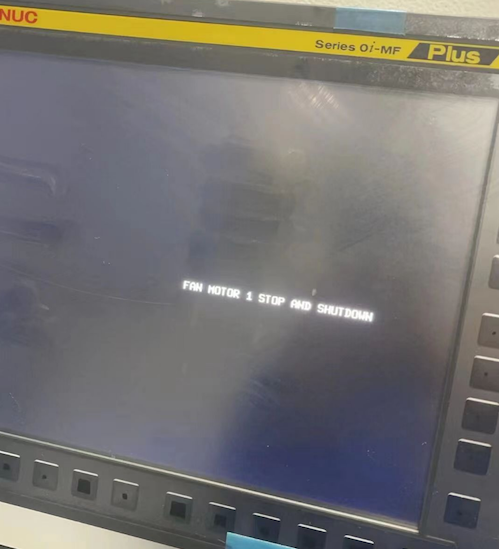 NUC
Series 0i-MF Plus
FAN MOTOR 1 STOP AND SHUTDOWN